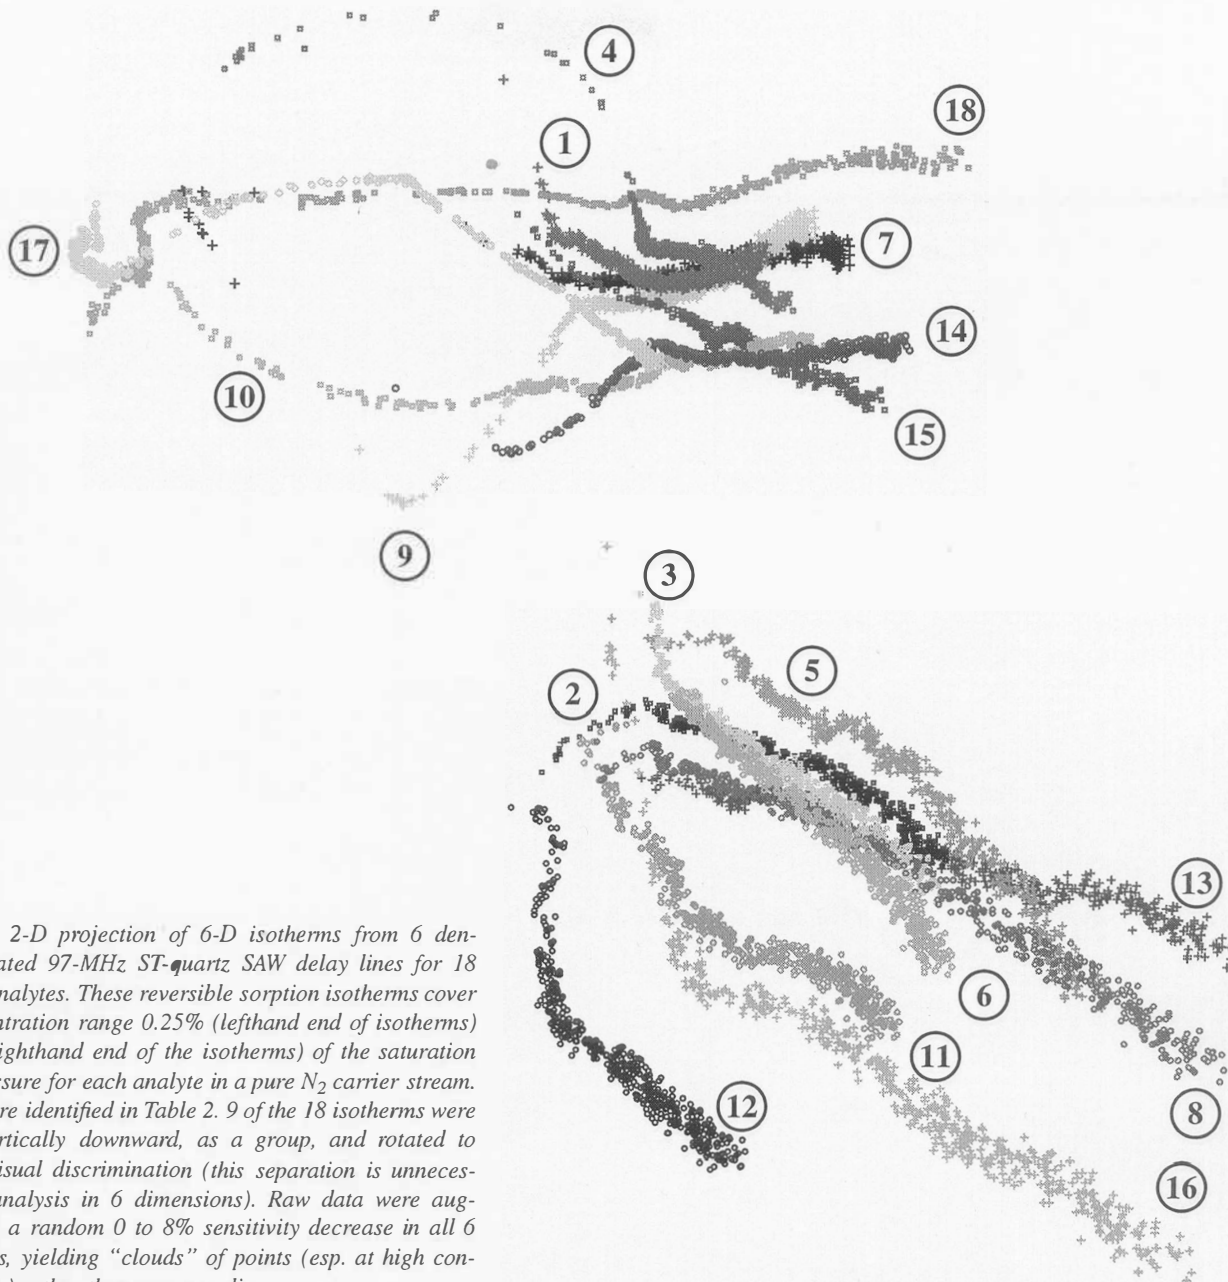 4
18
1
17
7
14
10
15
9
3
5
2
13
6
11
12
8
16
2-D projection of 6-D isotherms from 6 den-
ated 97-MHz ST-quartz SAW delay lines for 18
nalytes. These reversible sorption isotherms cover
ntration range 0.25% (lefthand end of isotherms)
ighthand end of the isotherms) of the saturation
ssure for each analyte in a pure N2 carrier stream.
re identified in Table 2. 9 of the 18 isotherms were
rtically downward, as a group, and rotated to
isual discrimination (this separation is unneces-
analysis in 6 dimensions). Raw data were aug-
a random 0 to 8% sensitivity decrease in all 6
s, yielding “clouds” of points (esp. at high con-